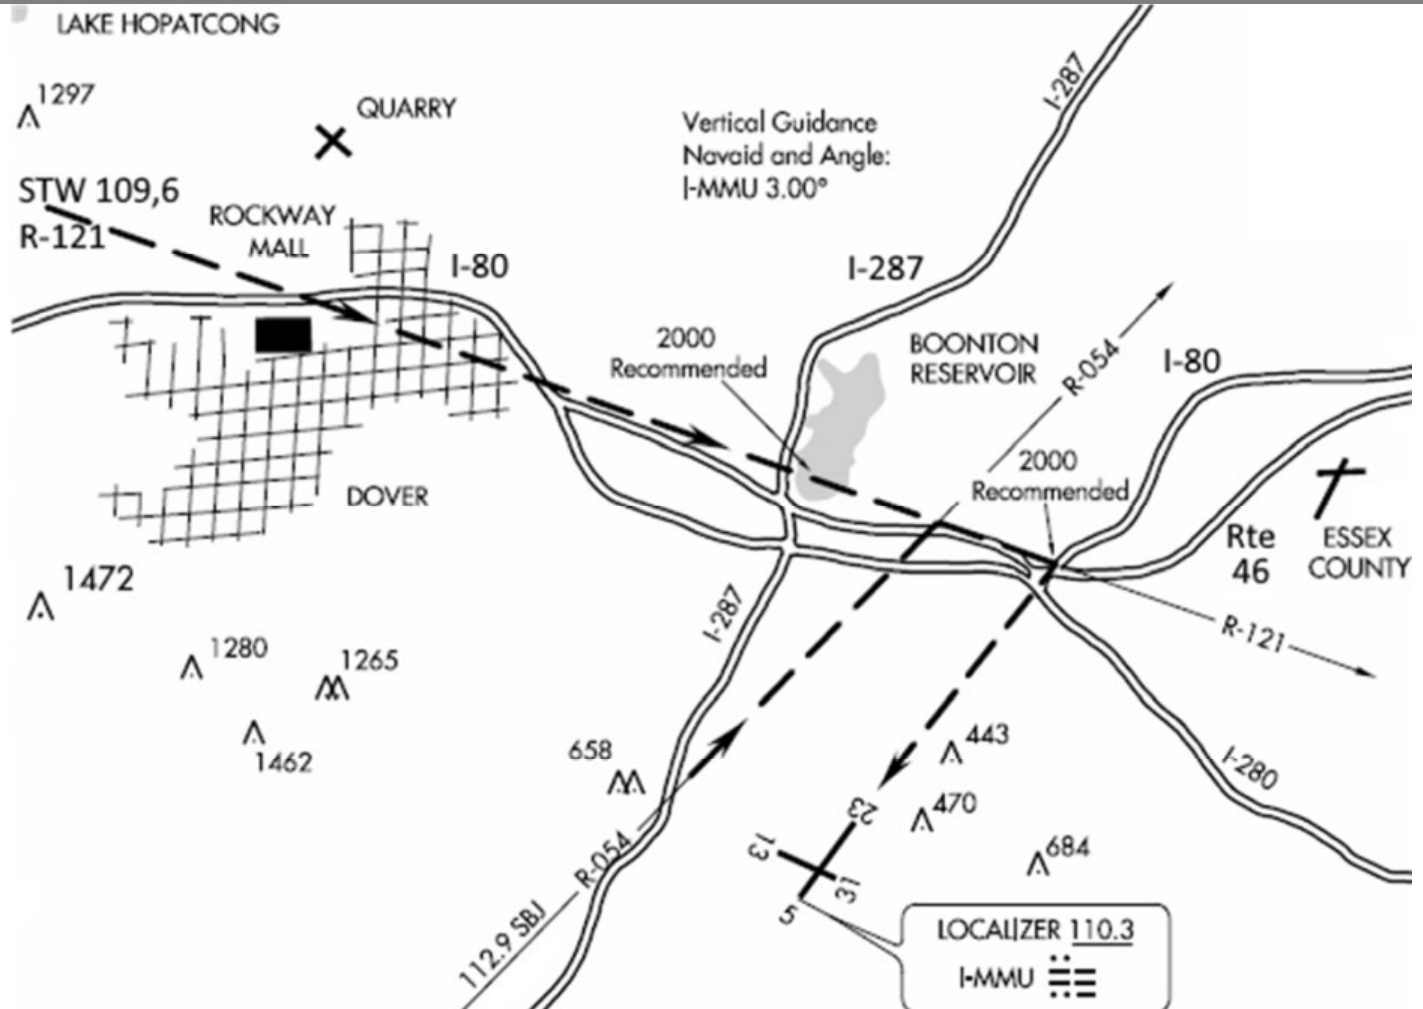 LAKE HOPATCONG
1297
QUARRY
STW 109,6
R-121
ROCKWAY
MALL
I-80
Vertical Guidance
Navaid and Angle:
I-MMU 3.00°
I-287
I-287
2000
Recommended
BOONTON
RESERVOIR
R-054
I-80
2000
Recommended
DOVER
Rte
46
ESSEX
COUNTY
1472
1280
1265
1462
I-287
R-121
658
443
470
684
I-280
R-054
112.9 SBJ
23
13
31
5
LOCALIZER 110.3
I-MMU